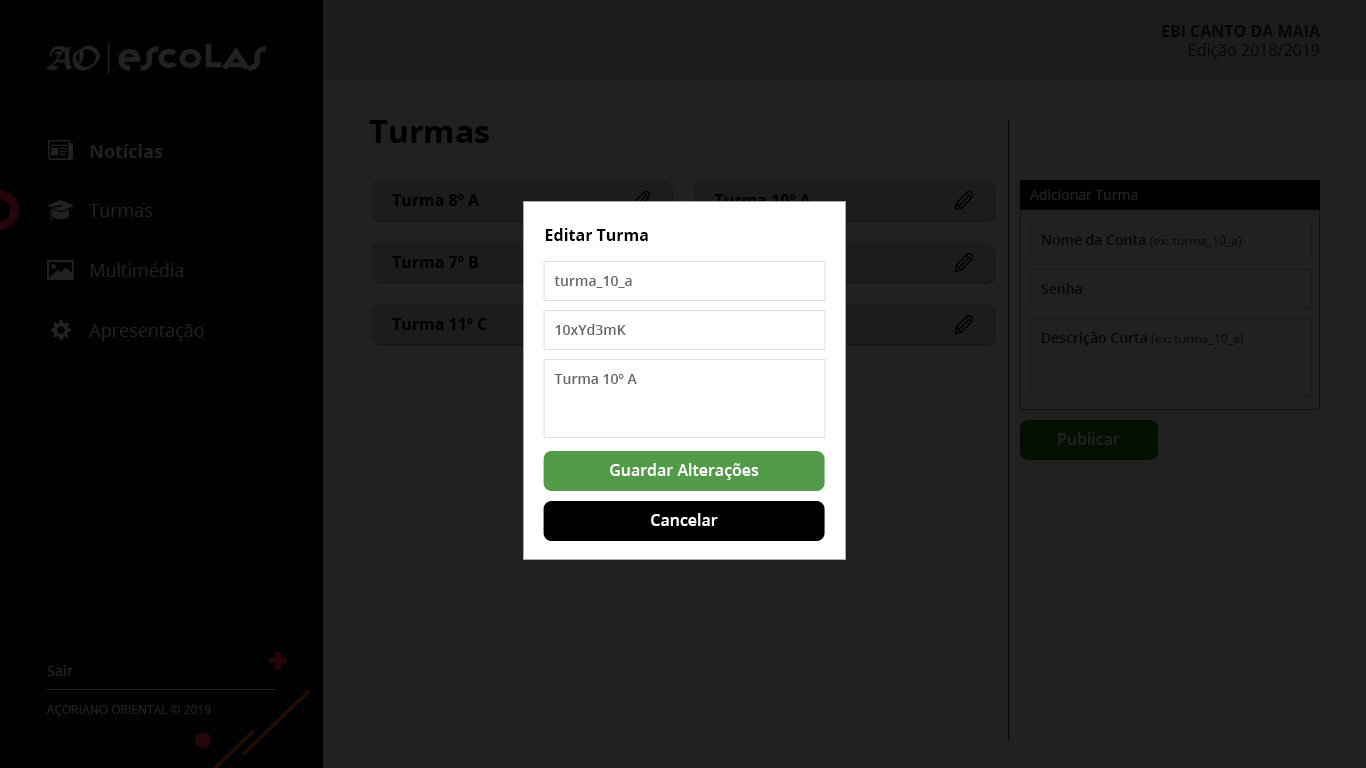 AO escolas
EBI CANTO DA MAIA
Edição 2018/2019
Notícias
Turmas
Multimédia
Apresentação
Sair
AÇORIANO ORIENTAL © 2019
Turmas
Turma 8º A
Turma 10º A
Turma 7º B
Turma 11º C
Editar Turma
turma_10_a
10xYd3mK
Turma 10º A
Guardar Alterações
Cancelar
Adicionar Turma
Nome da Conta (ex: turma_10_a)
Senha
Descrição Curta (ex: turma_10_a)
Publicar